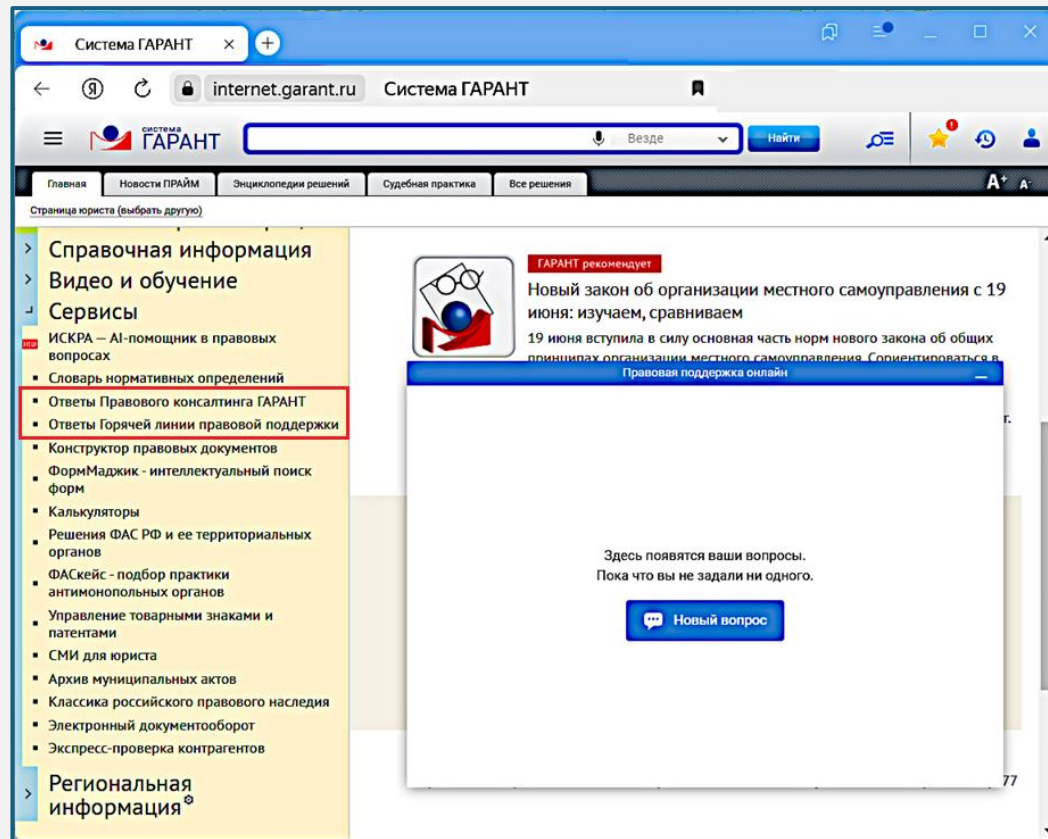 Система ГАРАНТ
internet.garant.ru Система ГАРАНТ
система
ГАРАНТ
Везде
Найти
Главная Новости ПРАЙМ Энциклопедии решений Судебная практика Все решения
A+ A-
Страница юриста (выбрать другую)
Справочная информация
Видео и обучение
Сервисы
ИСКРА – AI-помощник в правовых
вопросах
Словарь нормативных определений
Ответы Правового консалтинга ГАРАНТ
Ответы Горячей линии правовой поддержки
Конструктор правовых документов
ФормМаджик - интеллектуальный поиск
форм
Калькуляторы
Решения ФАС РФ и ее территориальных
органов
ФАСкейс - подбор практики
антимонопольных органов
Управление товарными знаками и
патентами
СМИ для юриста
Архив муниципальных актов
Классика российского правового наследия
Электронный документооборот
Экспресс-проверка контрагентов
Региональная
информация
ГАРАНТ рекомендует
Новый закон об организации местного самоуправления с 19
июня: изучаем, сравниваем
19 июня вступила в силу основная часть норм нового закона об общих
принципах организации местного самоуправления. Сориентироваться в
Правовая поддержка онлайн
г.
Здесь появятся ваши вопросы.
Пока что вы не задали ни одного.
Новый вопрос
77